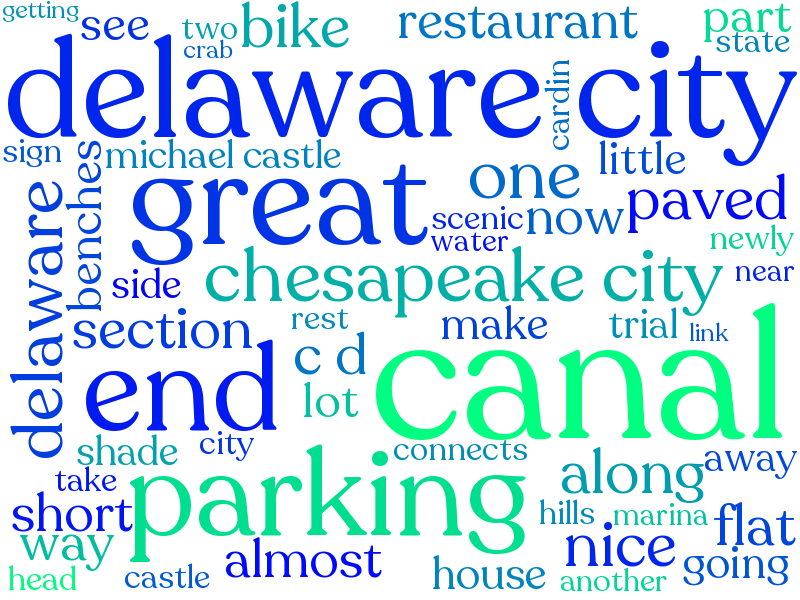 getting
see
two
crab
bike
restaurant
part
state
delaware city
cardin
sign
michael castle
little
benches
great
one
scenic
now
paved
water
newly
delaware
side
chesapeake city
near
section
rest
make
trial
link
c d
end
canal
lot
shade
city
connects
away
take
parking
along
short
hills
marina
flat
way
almost
nice
going
head
castle
house
another